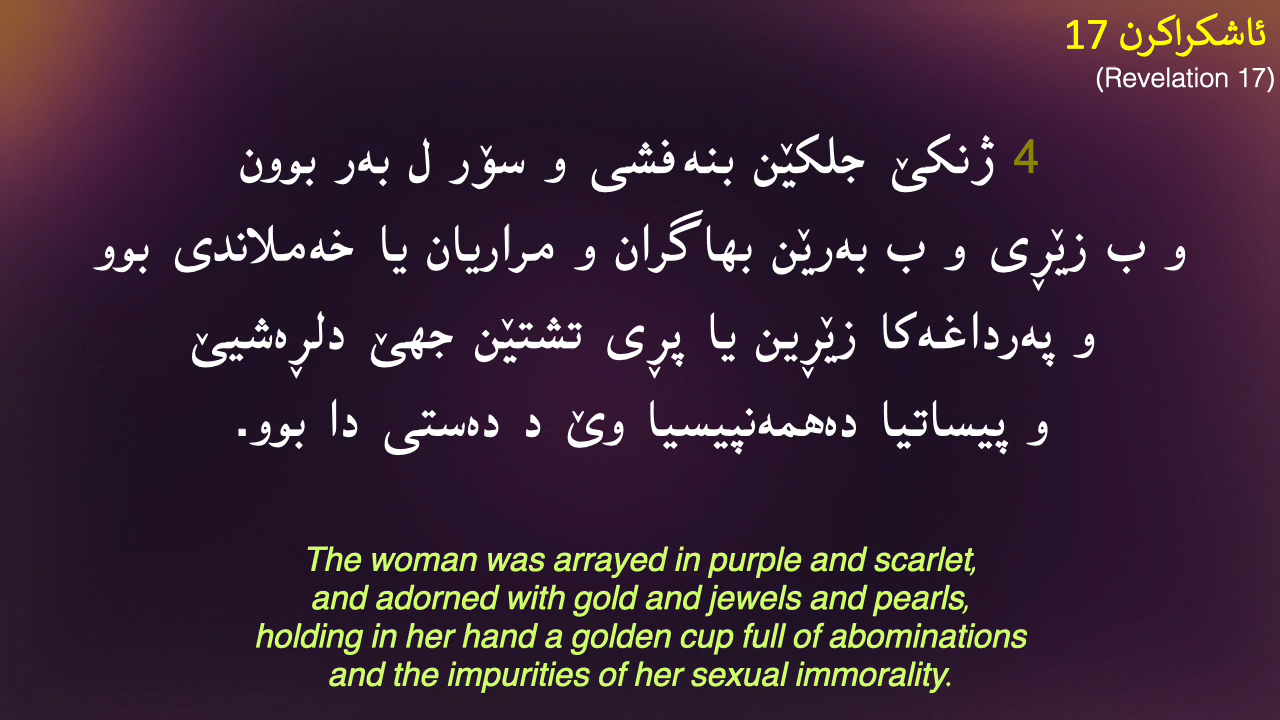 ئاشکراکرن 17
(Revelation 17)
4 ژنکێ جلکێن بنەفشی و سۆر ل بەر بوون
و ب زێڕی و ب بەرێن بهاگران و مراریان یا خەملاندی بوو
و پەرداغەکا زێڕین یا پڕی تشتێن جهێ دلڕەشیێ
و پیساتیا دەهمەنپیسیا وێ د دەستی دا بوو.
The woman was arrayed in purple and scarlet,
and adorned with gold and jewels and pearls,
holding in her hand a golden cup full of abominations
and the impurities of her sexual immorality.